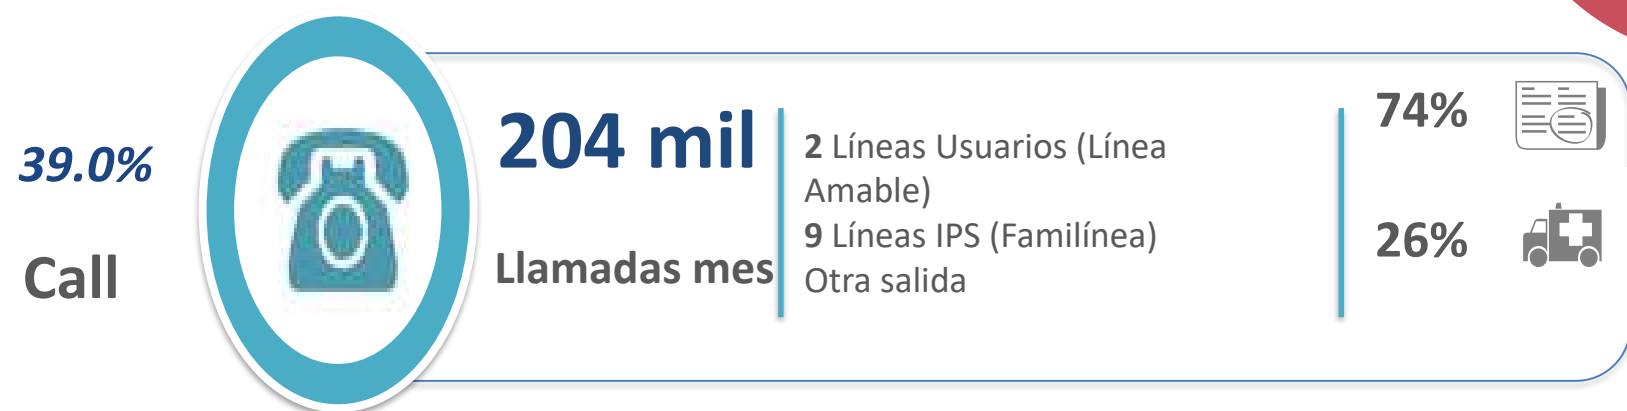 39.0%
Call
204 mil
Llamadas mes
2 Líneas Usuarios (Línea
Amable)
9 Líneas IPS (Familínea)
Otra salida
74%
26%